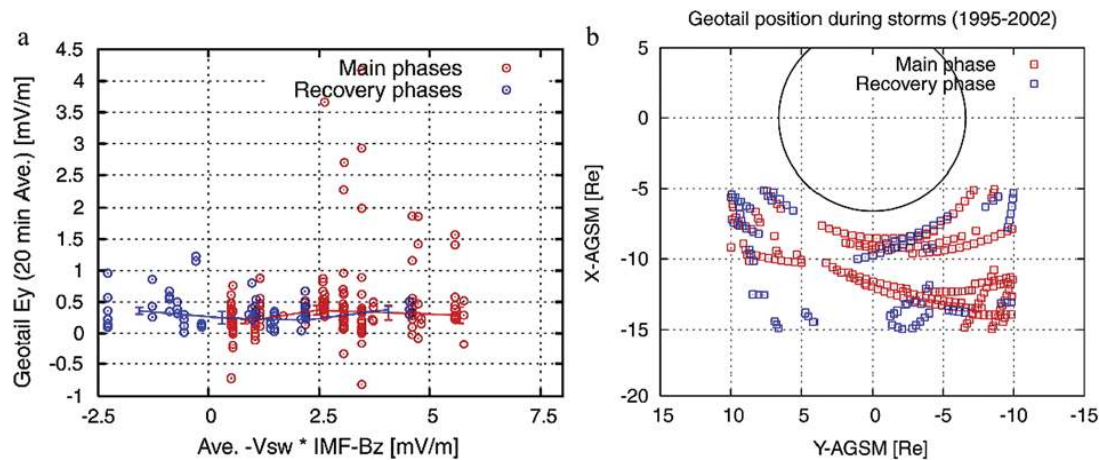 a
4.5
4
3.5
3
2.5
2
1.5
1
0.5
0
-0.5
-1
Geotail Ey (20 min Ave.) [mV/m]
Main phases
Recovery phases
-2.5 0 2.5 5 7.5
Ave. -Vsw * IMF-Bz [mV/m]
Geotail position during storms (1995-2002)
b
5
0
-5
-10
-15
-20
X-AGSM [Re]
Main phase
Recovery phase
15 10 5 0 -5 -10 -15
Y-AGSM [Re]